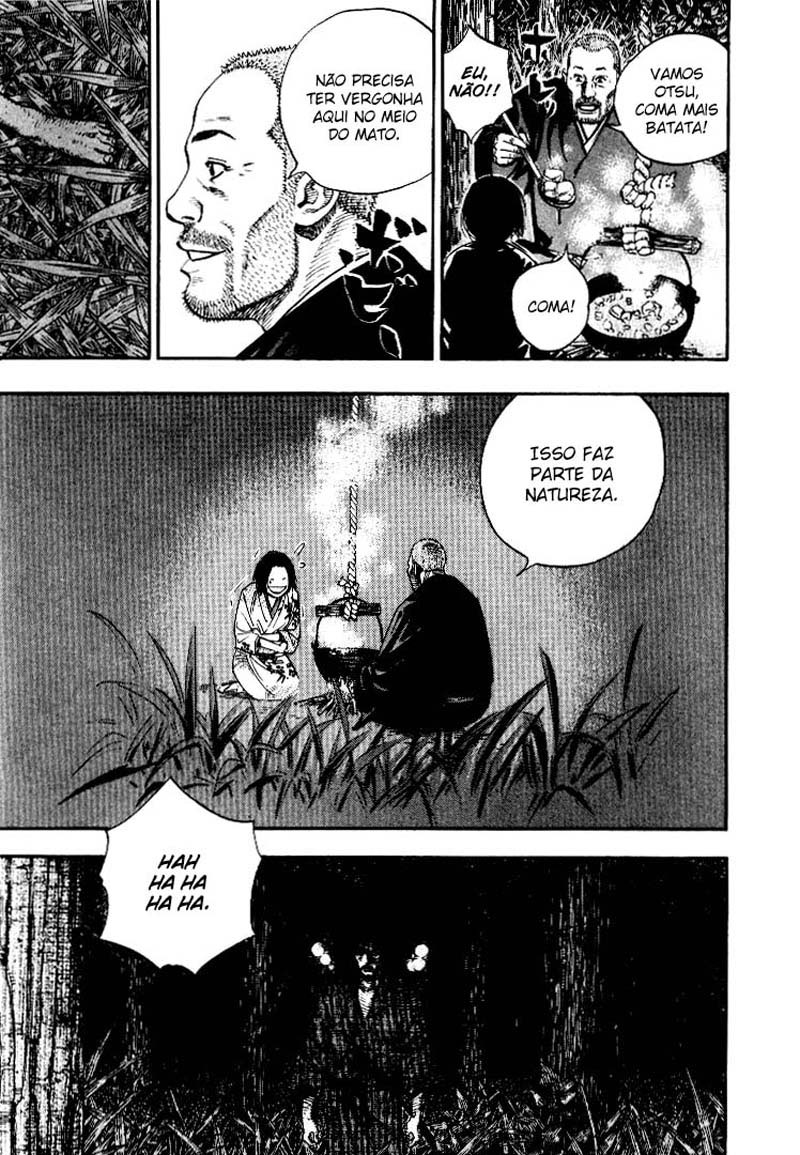 VAMOS
OTSU,
COMA MAIS
BATATA!
EU,
NÃO!!
COMA!
NÃO PRECISA
TER VERGONHA
AQUI NO MEIO
DO MATO.
ISSO FAZ
PARTE DA
NATUREZA.
HAH
HA HA
HA HA.